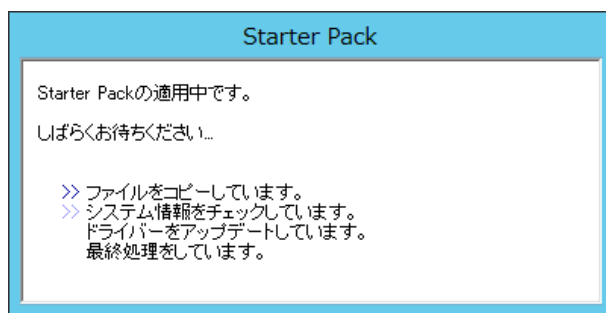 Starter Pack
Starter Packの適用中です。
しばらくお待ちください...
>> ファイルをコピーしています。
>> システム情報をチェックしています。
ドライバーをアップデートしています。
最終処理をしています。